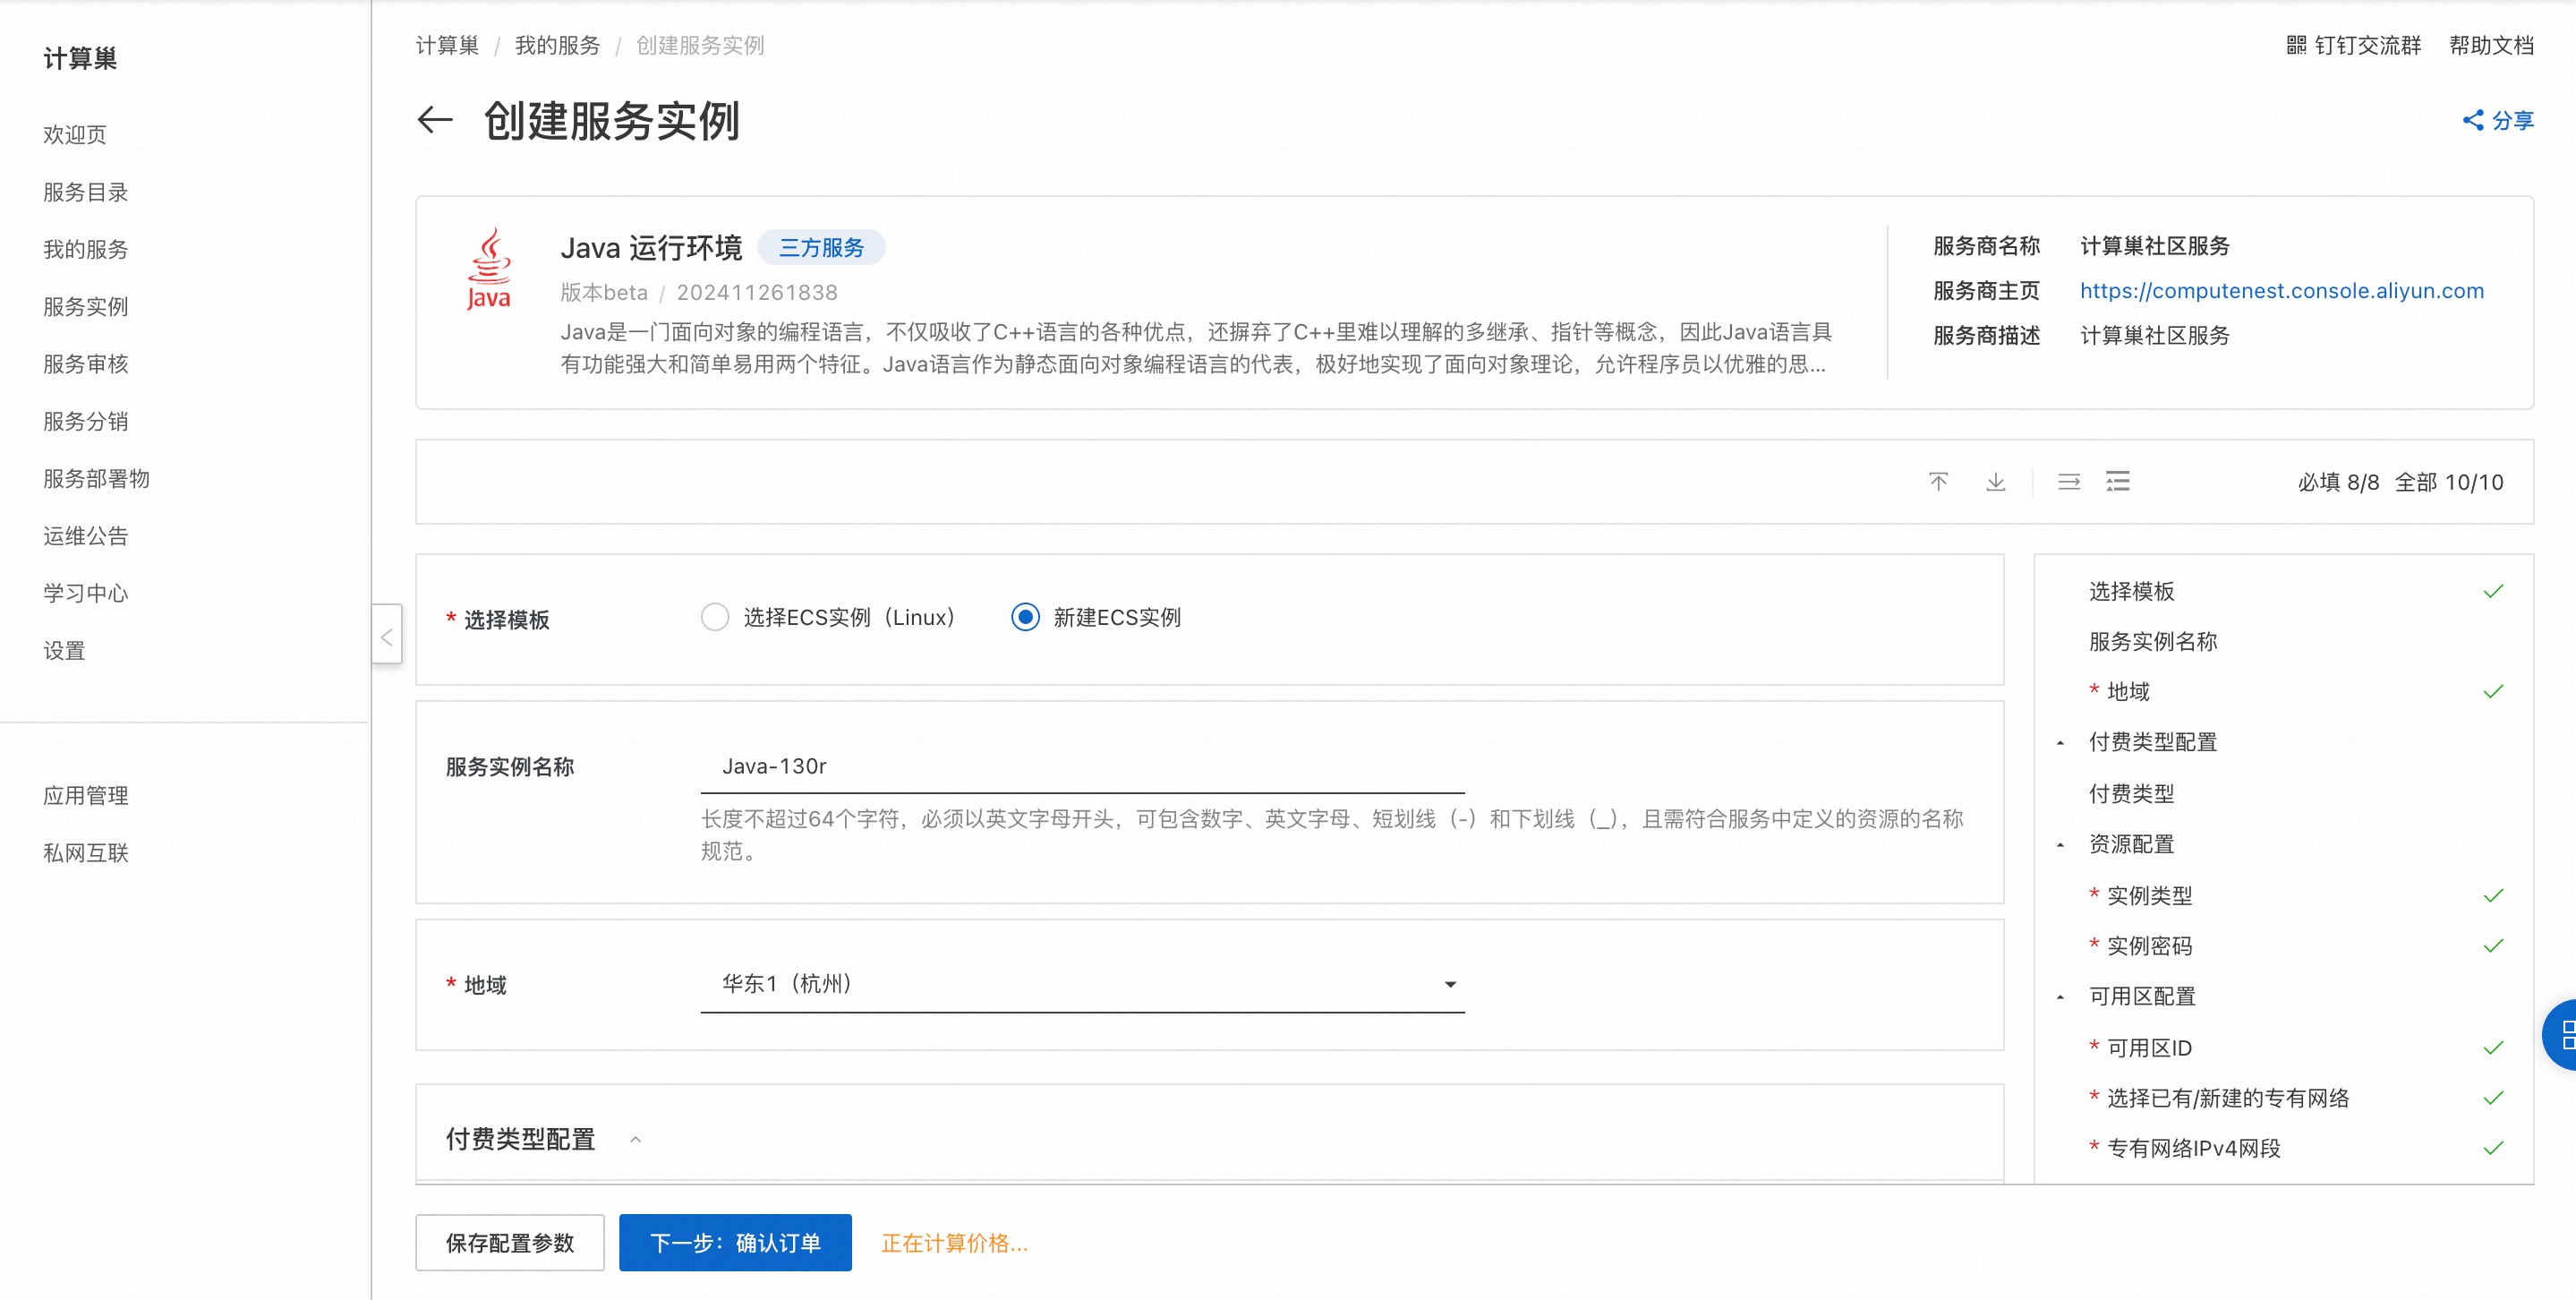 计算巢
欢迎页
服务目录
我的服务
服务实例
服务审核
服务分销
服务部署物
运维公告
学习中心
设置
应用管理
私网互联
计算巢 / 我的服务 / 创建服务实例
钉钉交流群 帮助文档
创建服务实例
分享
Java
Java 运行环境 三方服务
版本beta / 202411261838
Java是一门面向对象的编程语言，不仅吸收了C++语言的各种优点，还摒弃了C++里难以理解的多继承、指针等概念，因此Java语言具
有功能强大和简单易用两个特征。Java语言作为静态面向对象编程语言的代表，极好地实现了面向对象理论，允许程序员以优雅的思...
服务商名称 计算巢社区服务
服务商主页 https://computenest.console.aliyun.com
服务商描述 计算巢社区服务
必填 8/8 全部 10/10
* 选择模板 选择ECS实例（Linux） 新建ECS实例
服务实例名称 Java-130r
长度不超过64个字符，必须以英文字母开头，可包含数字、英文字母、短划线（-）和下划线（_），且需符合服务中定义的资源的名称
规范。
* 地域 华东1（杭州）
付费类型配置
选择模板
服务实例名称
* 地域
付费类型配置
付费类型
资源配置
* 实例类型
* 实例密码
可用区配置
* 可用区ID
* 选择已有/新建的专有网络
* 专有网络IPv4网段
保存配置参数 下一步：确认订单 正在计算价格...